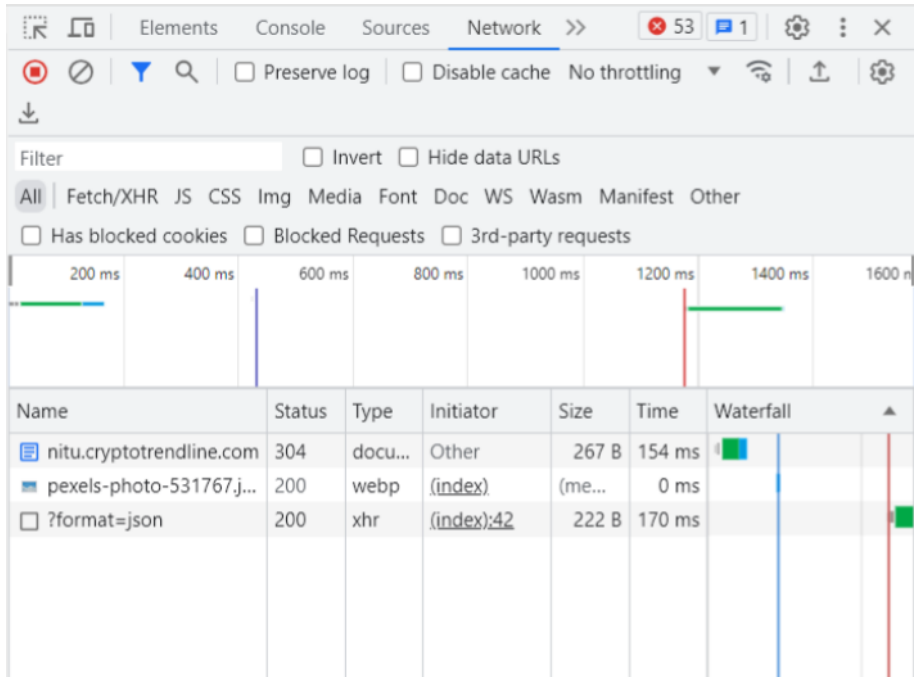 Elements Console Sources Network 53 1
Preserve log Disable cache No throttling
Filter Invert Hide data URLs
All Fetch/XHR JS CSS Img Media Font Doc WS Wasm Manifest Other
Has blocked cookies Blocked Requests 3rd-party requests
200 ms 400 ms 600 ms 800 ms 1000 ms 1200 ms 1400 ms 1600 n
Name Status Type Initiator Size Time Waterfall
nitu.cryptotrendline.com 304 docu... Other 267 B 154 ms
pexels-photo-531767.j... 200 webp (index) (me... 0 ms
?format=json 200 xhr (index):42 222 B 170 ms